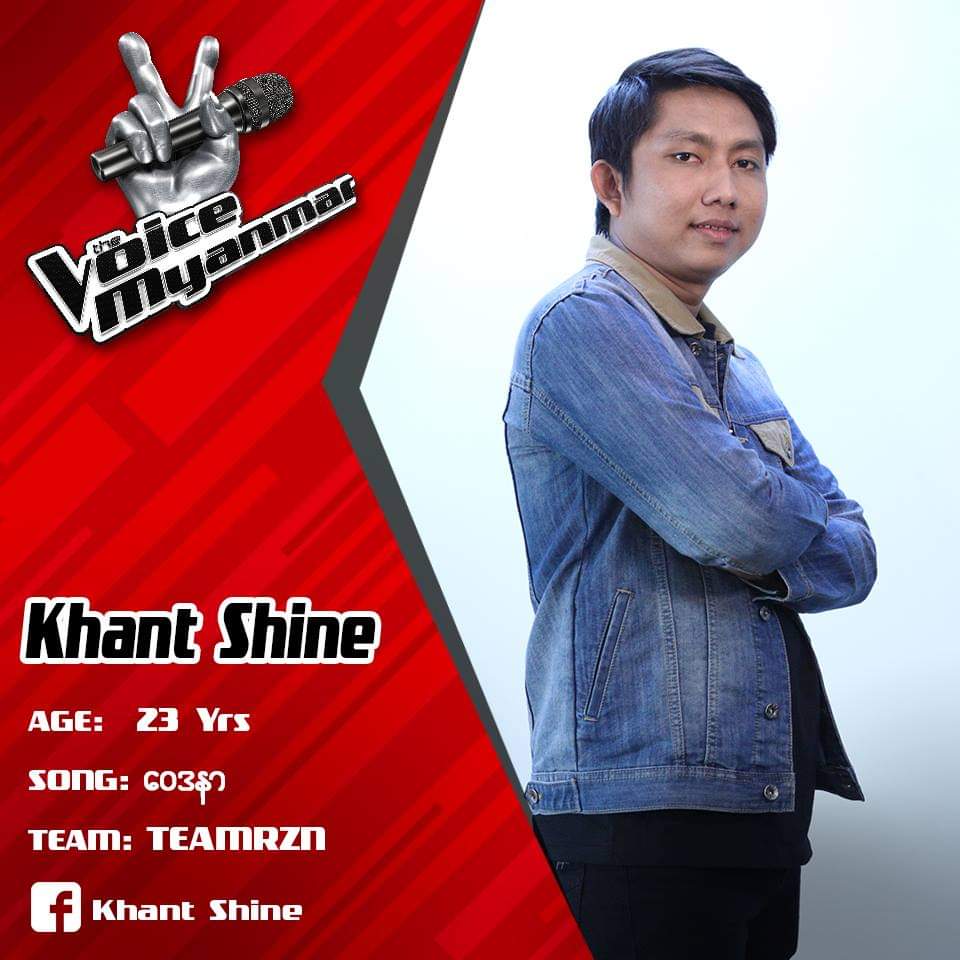 the Voice
Myanmar
Khant Shine
AGE: 23 Yrs
SONG: ဝေဒနာ
TEAM: TEAMRZN
f Khant Shine